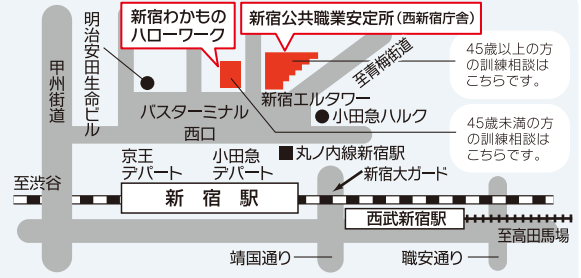 新宿わかもの
ハローワーク
新宿公共職業安定所（西新宿庁舎）
明治安田生命ビル
甲州街道
至青梅街道
45歳以上の方
の訓練相談は
こちらです。
新宿エルタワー
バスターミナル
西口
小田急ハルク
45歳未満の方
の訓練相談は
こちらです。
丸ノ内線新宿駅
京王
デパート
小田急
デパート
新宿大ガード
至渋谷
新宿駅
西武新宿駅
至高田馬場
靖国通り
職安通り